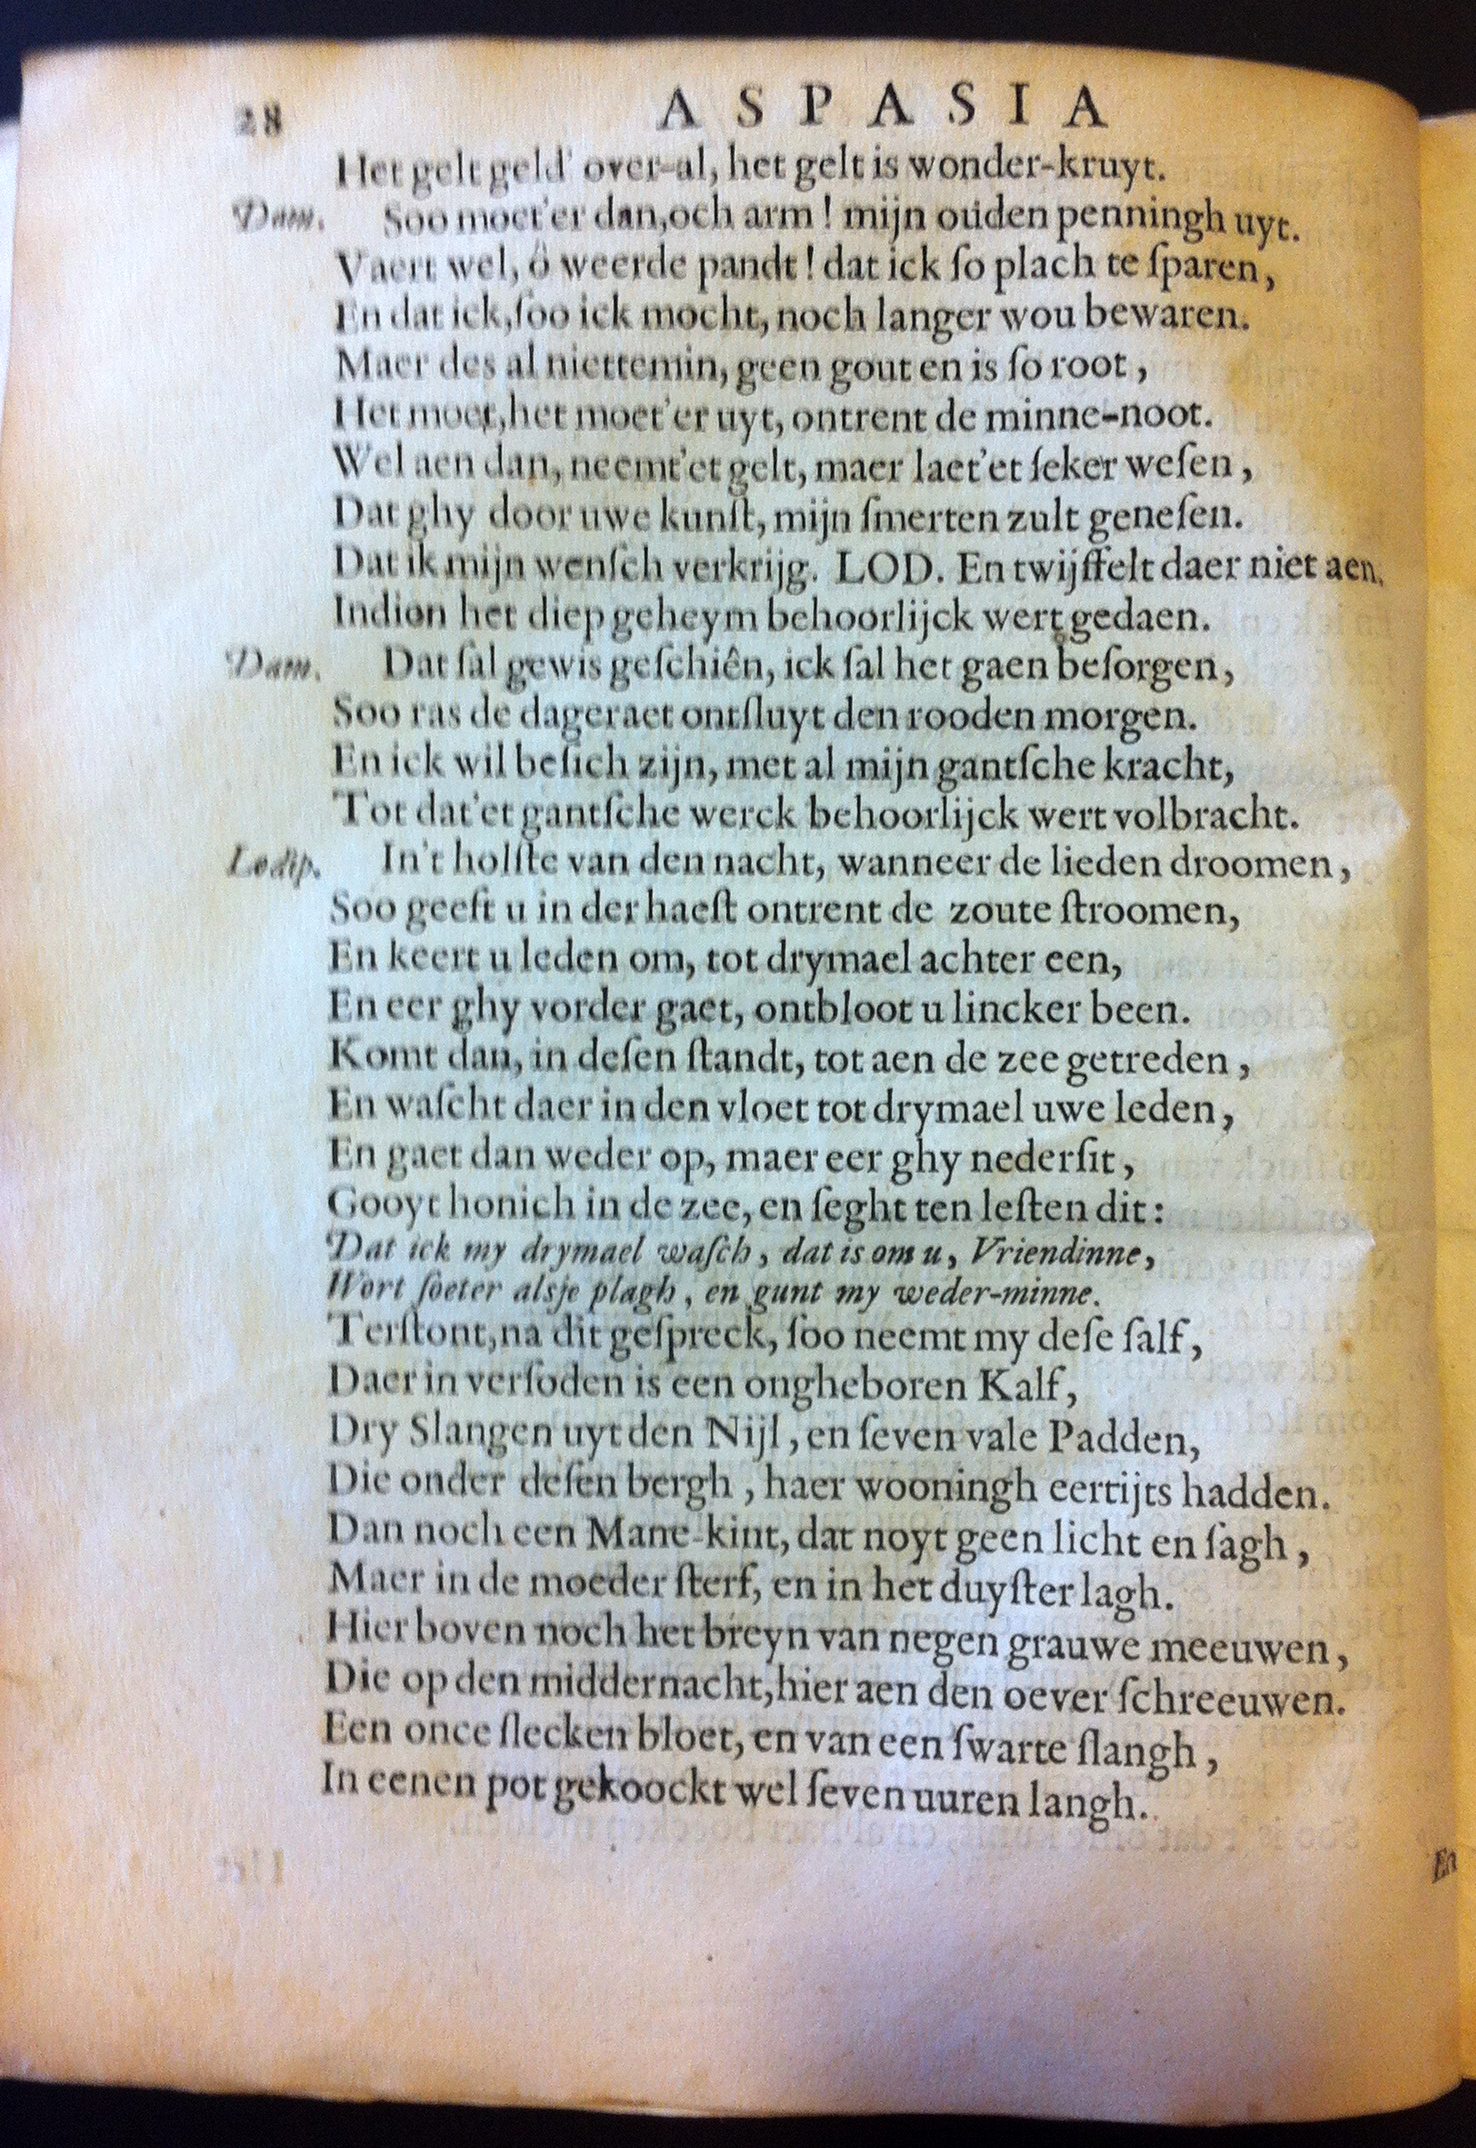 28 ASPASIA
Het gelt geld' over-al, het gelt is wonder-kruyt.
Dam. Soo moet'er dan, och arm! mijn ouden penningh uyt.
Vaert wel, ô weerde pandt! dat ick ſo plach te ſparen,
En dat ick, ſoo ick mocht, noch langer wou bewaren.
Maer des al niettemin, geen gout en is ſo root,
Het moet, het moet'er uyt, ontrent de minne-noot.
Wel aen dan, neemt'et gelt, maer laet'et ſeker weſen,
Dat ghy door uwe kunſt, mijn ſmerten zult geneſen.
Dat ik mijn wenſch verkrijg. LOD. En twijffelt daer niet aen.
Indion het diep geheym behoorlijck wert gedaen.
Dam. Dat ſal gewis geſchiên, ick ſal het gaen beſorgen,
Soo ras de dageraet ontſluyt den rooden morgen.
En ick wil beſich zijn, met al mijn gantſche kracht,
Tot dat'et gantſche werck behoorlijck wert volbracht.
Lodip. In't holſte van den nacht, wanneer de lieden droomen,
Soo geeft u in der haeſt ontrent de zoute ſtroomen,
En keert u leden om, tot drymael achter een,
En eer ghy vorder gaet, ontbloot u lincker been.
Komt dan, in deſen ſtandt, tot aen de zee getreden,
En waſcht daer in den vloet tot drymael uwe leden,
En gaet dan weder op, maer eer ghy nederſit,
Gooyt honich in de zee, en ſeght ten leſten dit:
Dat ick my drymael waſch, dat is om u, Vriendinne,
Wort ſoeter alsje plagh, en gunt my weder-minne.
Terſtont, na dit geſpreck, ſoo neemt my deſe ſalf,
Daer in verſoden is een ongheboren Kalf,
Dry Slangen uyt den Nijl, en ſeven vale Padden,
Die onder deſen bergh, haer wooningh eertijts hadden.
Dan noch een Mane-kint, dat noyt geen licht en ſagh,
Maer in de moeder ſterf, en in het duyſter lagh.
Hier boven noch het breyn van negen grauwe meeuwen,
Die op den middernacht, hier aen den oever ſchreeuwen.
Een once ſlecken bloet, en van een ſwarte ſlangh,
In eenen pot gekoockt wel ſeven uuren langh.
En